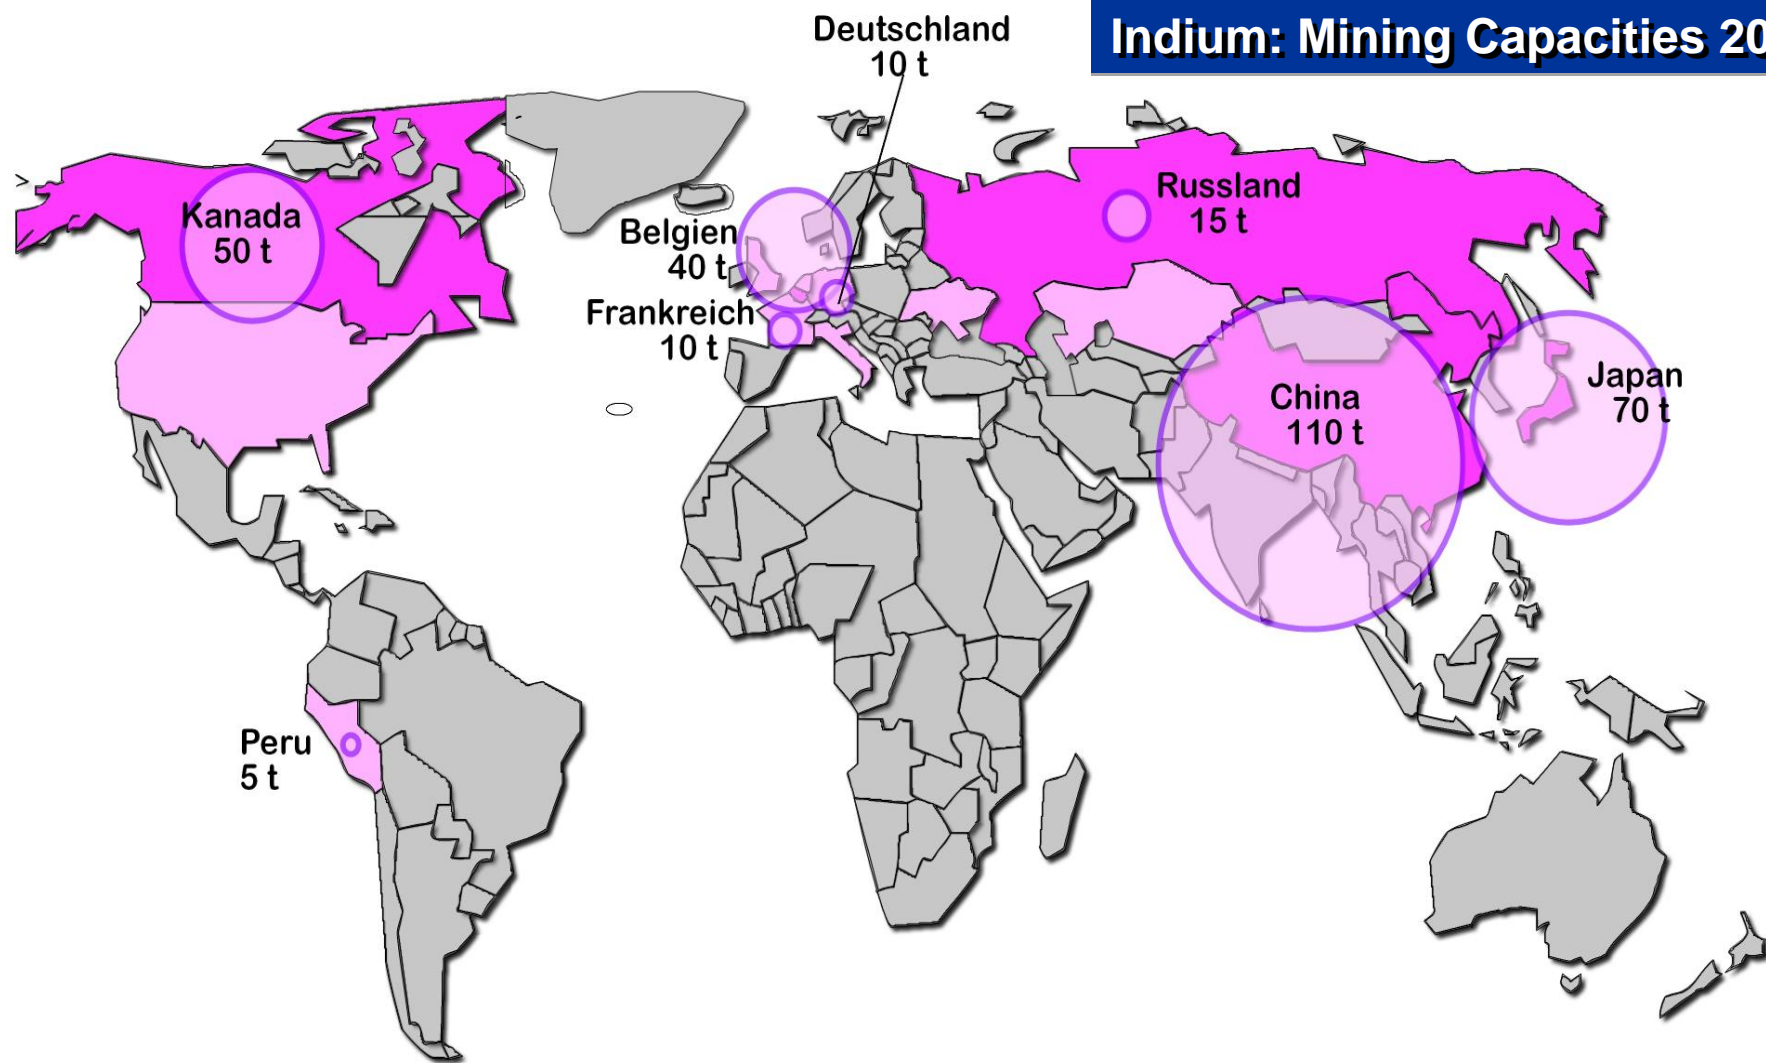 Indium: Mining Capacities 20
Deutschland
10 t
Kanada
50 t
Belgien
40 t
Frankreich
10 t
Russland
15 t
China
110 t
Japan
70 t
Peru
5 t